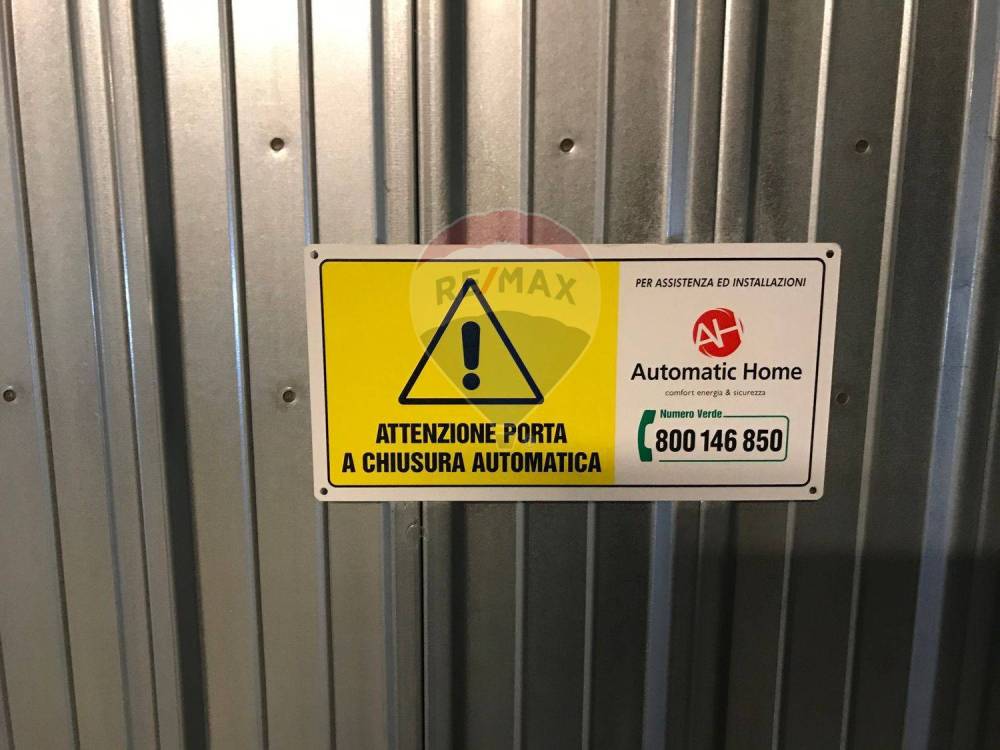 RE/MAX
ATTENZIONE PORTA
A CHIUSURA AUTOMATICA
PER ASSISTENZA ED INSTALLAZIONI
AH
Automatic Home
comfort energia & sicurezza
Numero Verde
800 146 850